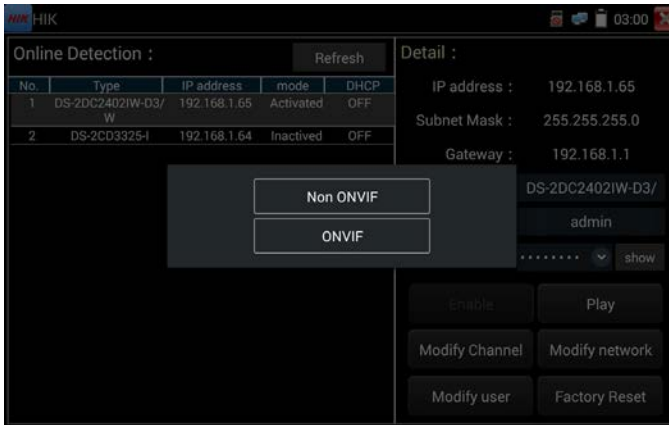 HIK HIK 03:00
Online Detection : Refresh
No. Type IP address mode DHCP
1 DS-2DC2402IW-D3/W 192.168.1.65 Activated OFF
2 DS-2CD3325-I 192.168.1.64 Inactived OFF
Non ONVIF
ONVIF
Detail :
IP address : 192.168.1.65
Subnet Mask : 255.255.255.0
Gateway : 192.168.1.1
DS-2DC2402IW-D3/
admin
········ show
Enable Play
Modify Channel Modify network
Modify user Factory Reset